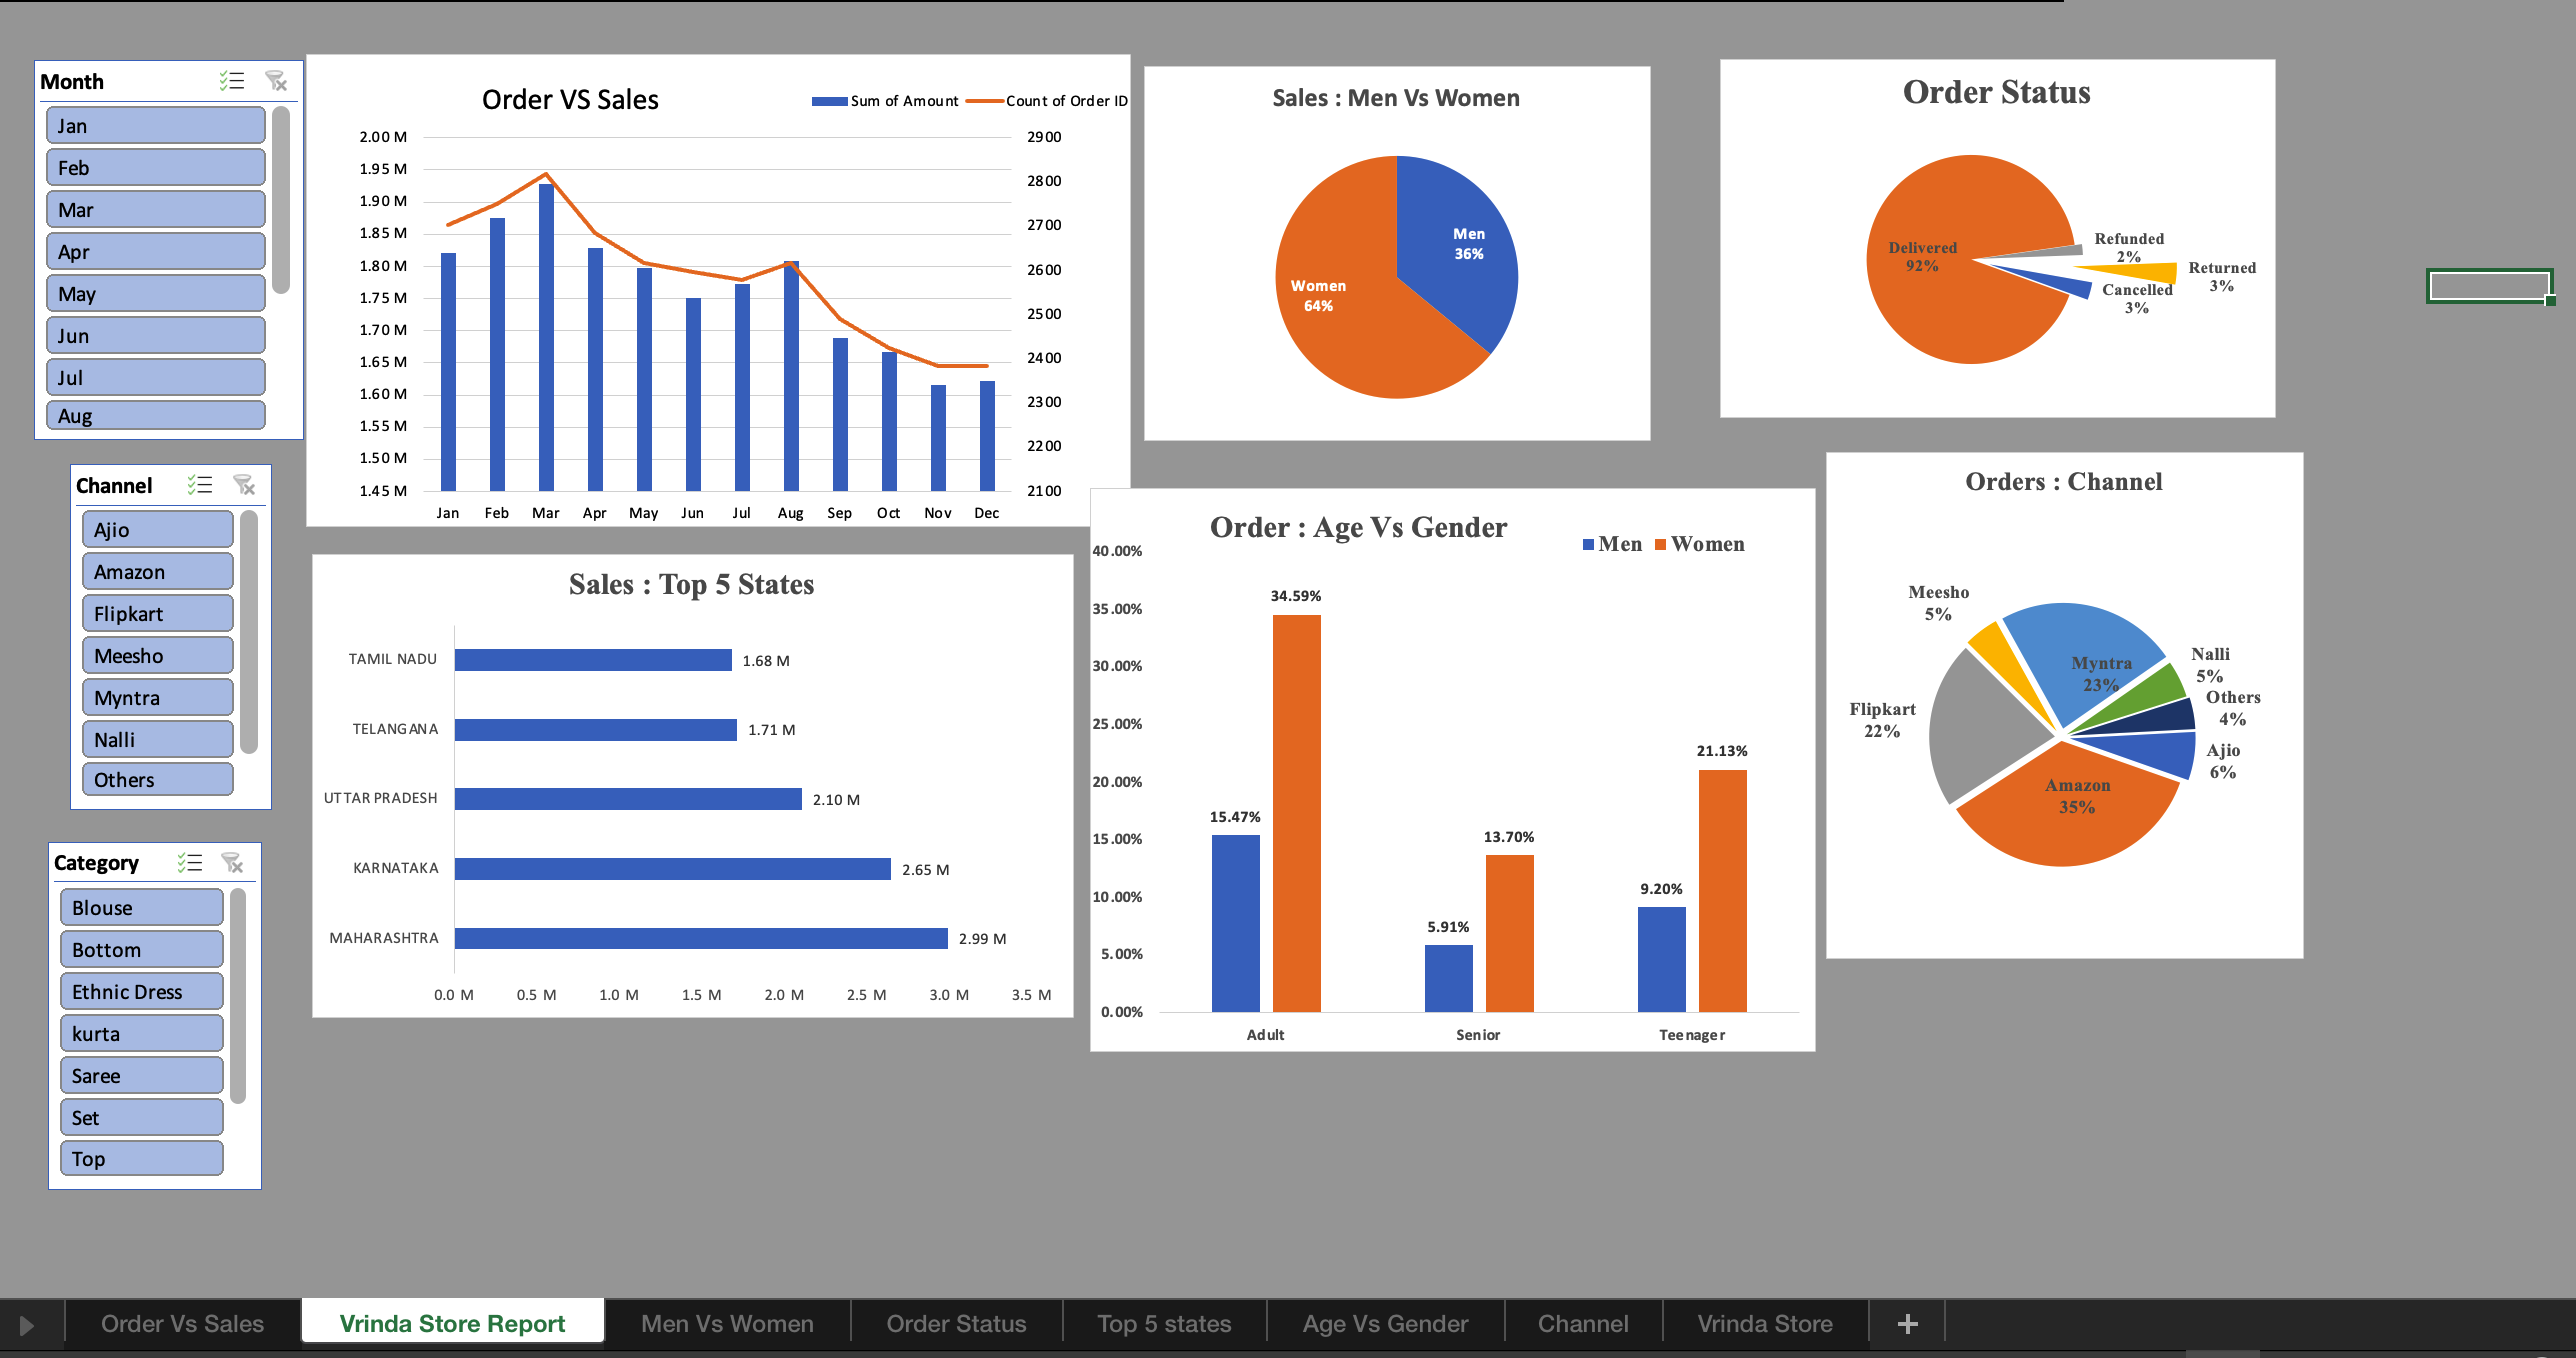 Month
Jan
Feb
Mar
Apr
May
Jun
Jul
Aug
Channel
Ajio
Amazon
Flipkart
Meesho
Myntra
Nalli
Others
Category
Blouse
Bottom
Ethnic Dress
kurta
Saree
Set
Top
Order VS Sales
Sum of Amount Count of Order ID
2.00 M
1.95 M
1.90 M
1.85 M
1.80 M
1.75 M
1.70 M
1.65 M
1.60 M
1.55 M
1.50 M
1.45 M
2900
2800
2700
2600
2500
2400
2300
2200
2100
Jan Feb Mar Apr May Jun Jul Aug Sep Oct Nov Dec
Sales : Men Vs Women
Men
36%
Women
64%
Order Status
Delivered
92%
Refunded
2%
Returned
3%
Cancelled
3%
Sales : Top 5 States
TAMIL NADU 1.68 M
TELANGANA 1.71 M
UTTAR PRADESH 2.10 M
KARNATAKA 2.65 M
MAHARASHTRA 2.99 M
0.0 M 0.5 M 1.0 M 1.5 M 2.0 M 2.5 M 3.0 M 3.5 M
Order : Age Vs Gender
Men Women
40.00%
35.00%
30.00%
25.00%
20.00%
15.00%
10.00%
5.00%
0.00%
15.47%
34.59%
5.91%
13.70%
9.20%
21.13%
Adult Senior Teenager
Orders : Channel
Meesho
5%
Myntra
23%
Nalli
5%
Others
4%
Ajio
6%
Amazon
35%
Flipkart
22%
Order Vs Sales Vrinda Store Report Men Vs Women Order Status Top 5 states Age Vs Gender Channel Vrinda Store +